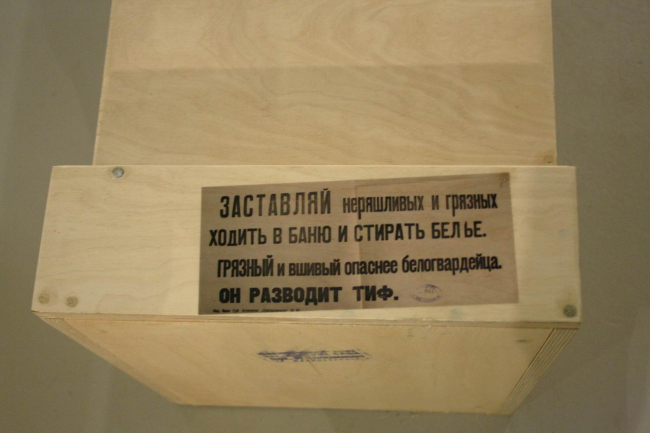 ЗАСТАВЛЯЙ неряшливых и грязных
ХОДИТЬ В БАНЮ И СТИРАТЬ БЕЛЬЕ.
ГРЯЗНЫЙ и вшивый опаснее белогвардейца.
ОН РАЗВОДИТ ТИФ.